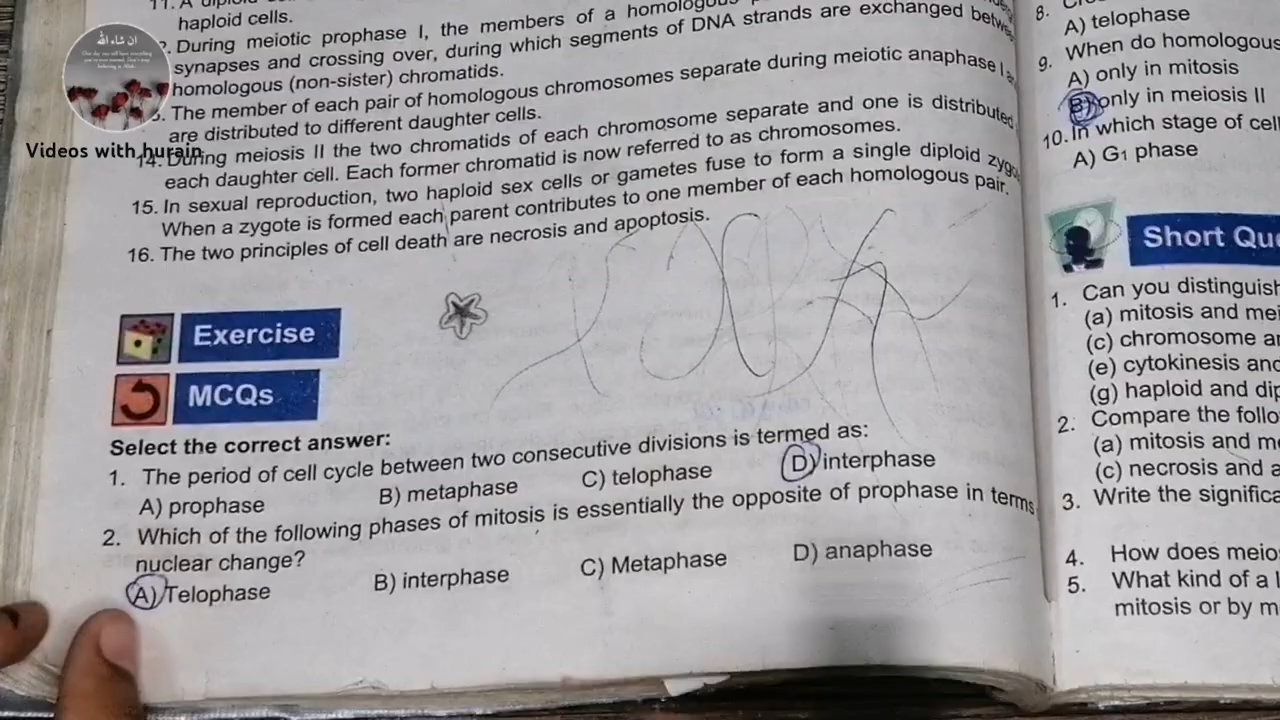 11. A
haploid cells.
During meiotic prophase I, the members of a homologous
synapses and crossing over, during which segments of DNA strands are exchanged between
homologous (non-sister) chromatids.
The member of each pair of homologous chromosomes separate during meiotic anaphase I
are distributed to different daughter cells.
14. During meiosis II the two chromatids of each chromosome separate and one is distributed
each daughter cell. Each former chromatid is now referred to as chromosomes.
15. In sexual reproduction, two haploid sex cells or gametes fuse to form a single diploid
When a zygote is formed each parent contributes to one member of each homologous pair.
16. The two principles of cell death are necrosis and apoptosis.
ان شاء الله
Videos with hurain
Exercise
MCQs
Select the correct answer:
1. The period of cell cycle between two consecutive divisions is termed as:
A) prophase B) metaphase C) telophase D) interphase
2. Which of the following phases of mitosis is essentially the opposite of prophase in terms
nuclear change?
A) Telophase B) interphase C) Metaphase D) anaphase
8.
A) telophase
9. When do homologous
A) only in mitosis
B) only in meiosis II
10. In which stage of cell
A) G1 phase
Short
1. Can you distinguish
(a) mitosis and
(c) chromosome
(e) cytokinesis
(g) haploid and
2. Compare the
(a) mitosis and
(c) necrosis and
3. Write the
4. How does
5. What kind of a
mitosis or by